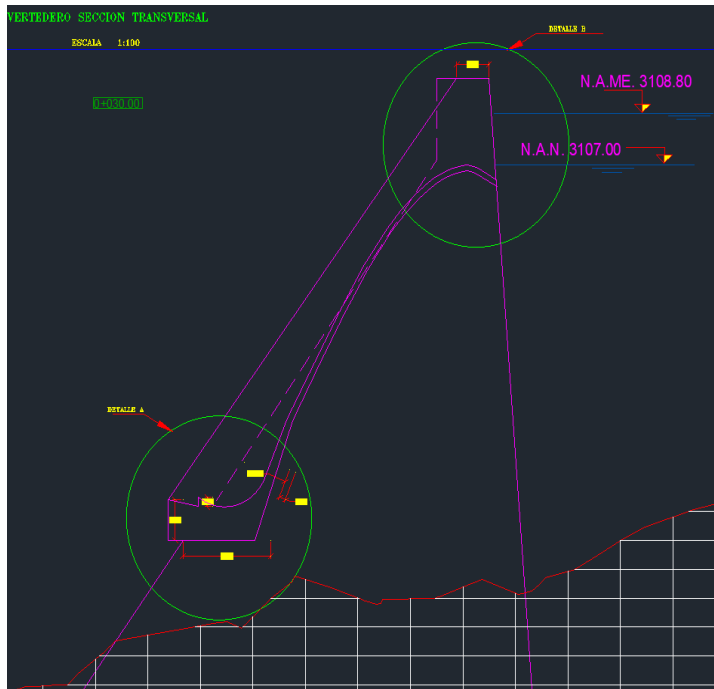 VERTEDERO SECCION TRANSVERSAL
ESCALA 1:100
DETALLE B
N.A.ME. 3108.80
0+030.00
N.A.N. 3107.00
DETALLE A